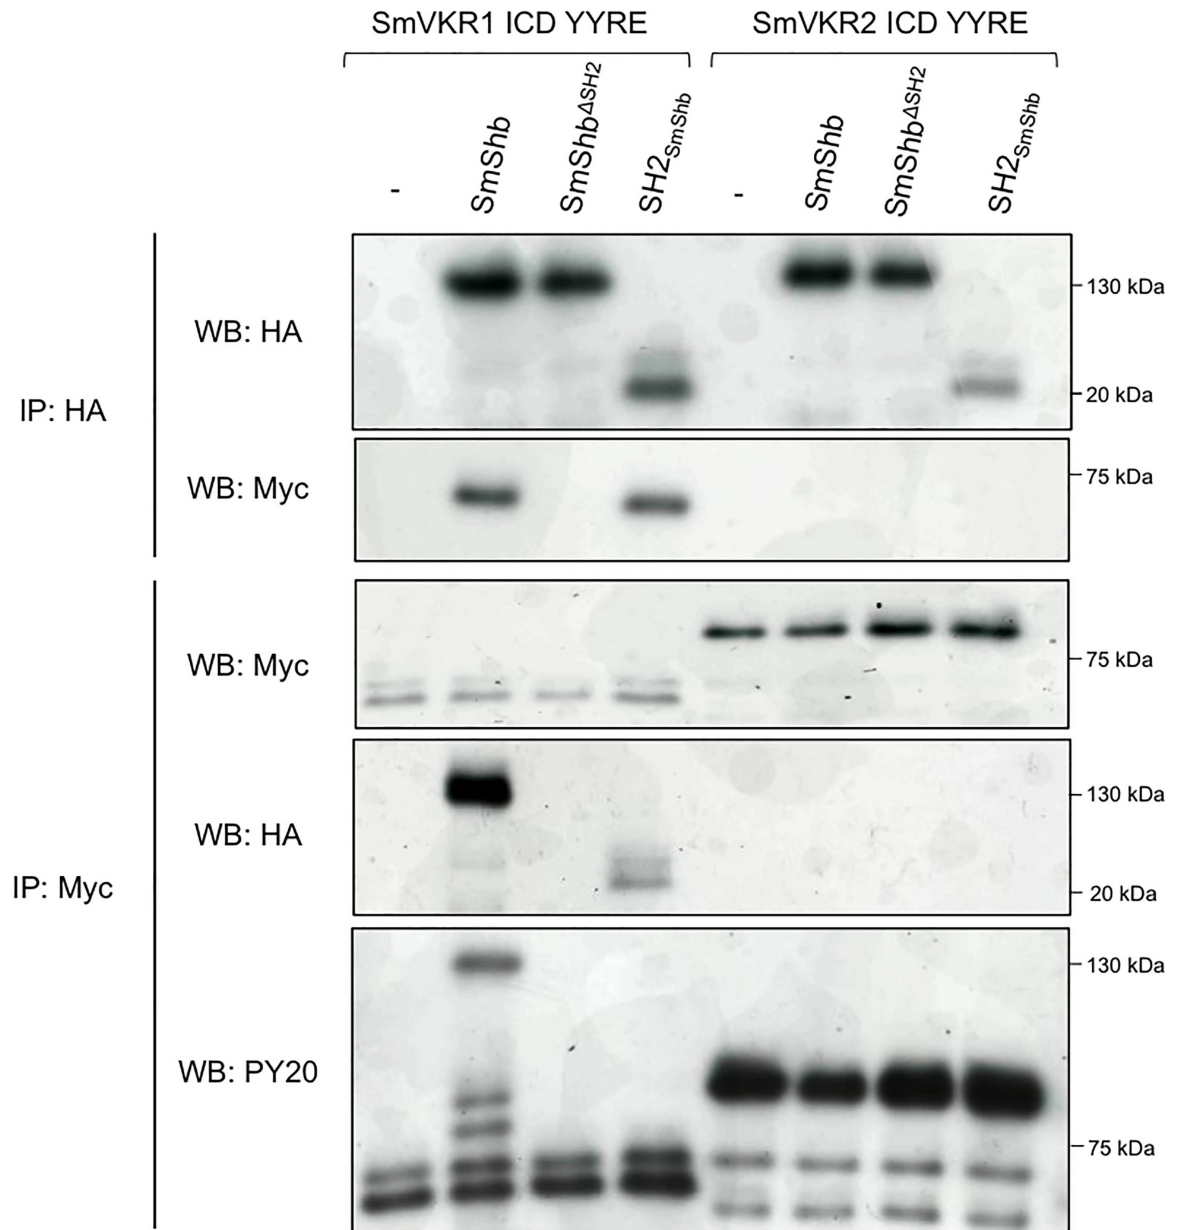 SmVKR1 ICD YYRE SmVKR2 ICD YYRE
- SmShb SmShbΔSH2 SH2SmShb - SmShb SmShbΔSH2 SH2SmShb
IP: HA
WB: HA
130 kDa
20 kDa
WB: Myc
75 kDa
IP: Myc
WB: Myc
75 kDa
WB: HA
130 kDa
20 kDa
WB: PY20
130 kDa
75 kDa